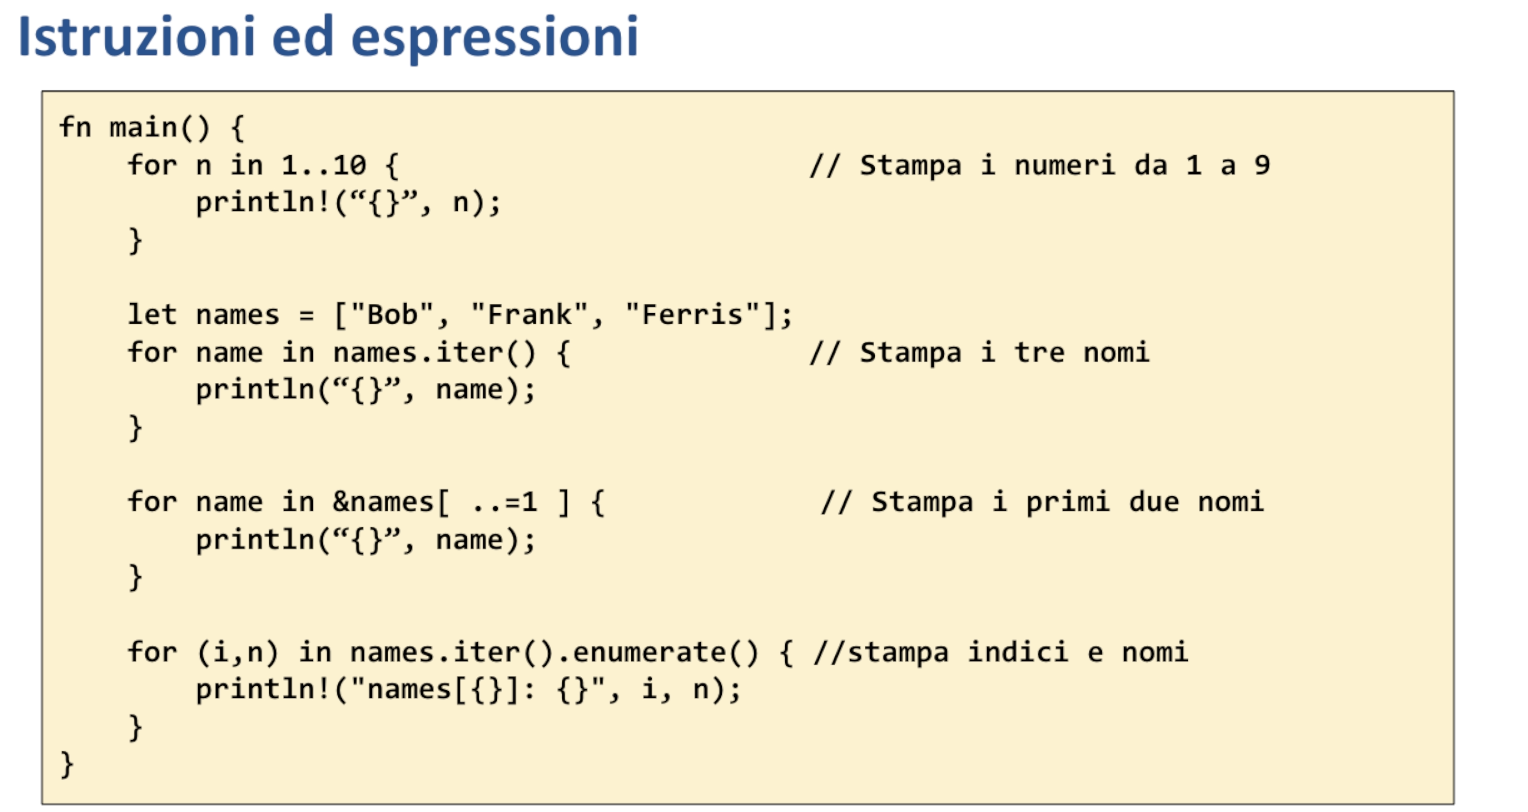 Istruzioni ed espressioni
fn main() {
    for n in 1..10 {                        // Stampa i numeri da 1 a 9
        println!(“{}”, n);
    }

    let names = ["Bob", "Frank", "Ferris"];
    for name in names.iter() {              // Stampa i tre nomi
        println(“{}”, name);
    }

    for name in &names[ ..=1 ] {             // Stampa i primi due nomi
        println(“{}”, name);
    }

    for (i,n) in names.iter().enumerate() { //stampa indici e nomi
        println!("names[{}]: {}", i, n);
    }
}